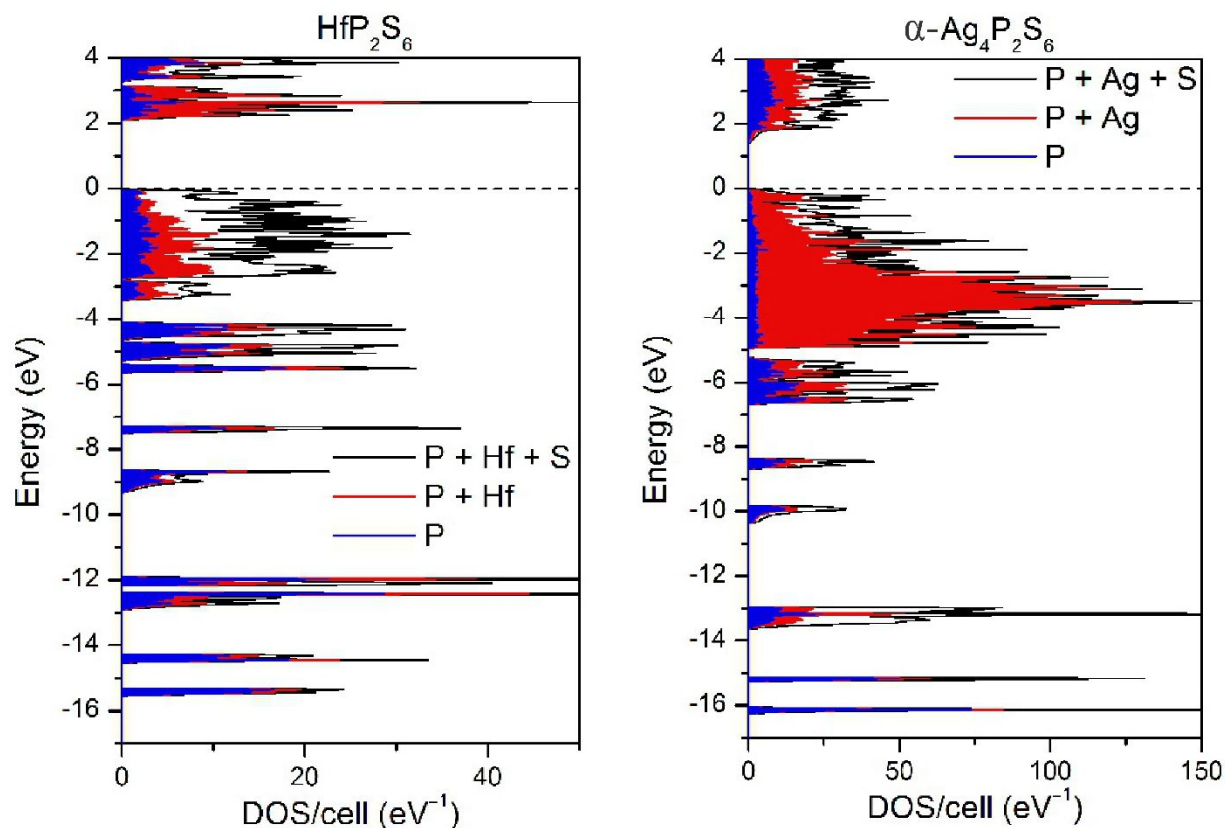 HfP₂S₆
4
2
0
-2
-4
-6
-8
-10
-12
-14
-16
Energy (eV)
P + Hf + S
P + Hf
P
0
20
40
DOS/cell (eV⁻¹)
α-Ag₄P₂S₆
4
2
0
-2
-4
-6
-8
-10
-12
-14
-16
Energy (eV)
P + Ag + S
P + Ag
P
0
50
100
150
DOS/cell (eV⁻¹)